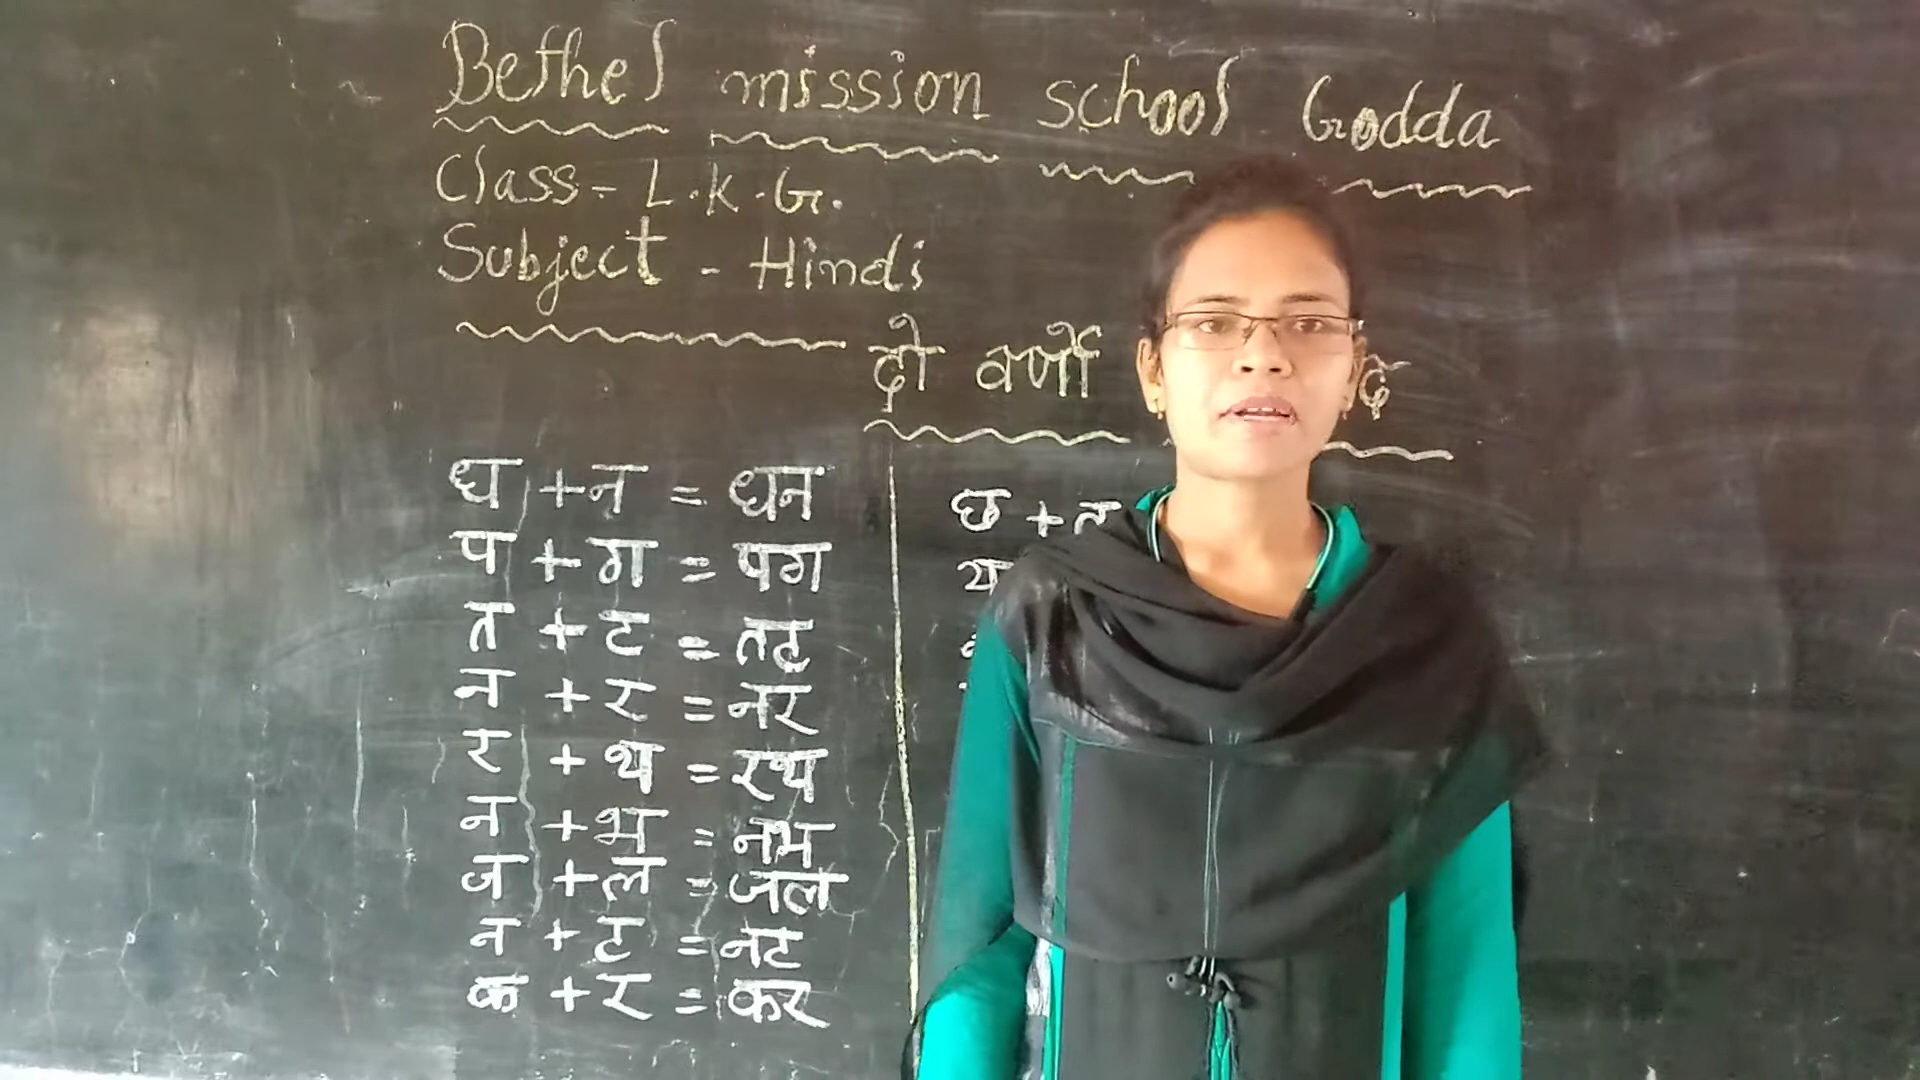 Bethel mission school Godda
Class - L.K.G.
Subject - Hindi
दो वर्णो
ध + न = धन
प + ग = पग
त + ट = तट
न + र = नर
र + थ = रथ
न + भ = नभ
ज + ल = जल
न + ट = नट
क + र = कर
छ + त
य